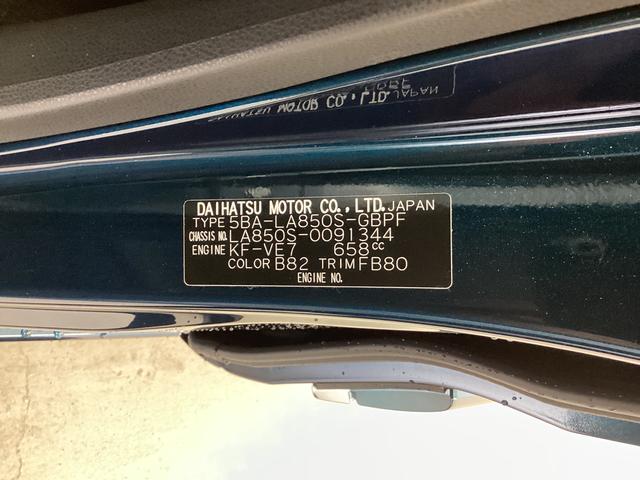 DAIHATSU MOTOR CO., LTD. JAPAN
TYPE 5BA-LA850S-GBPF
CHASSIS NO. LA850S-0091344
ENGINE KF-VE7 658cc
COLOR B82 TRIM FB80
ENGINE NO.